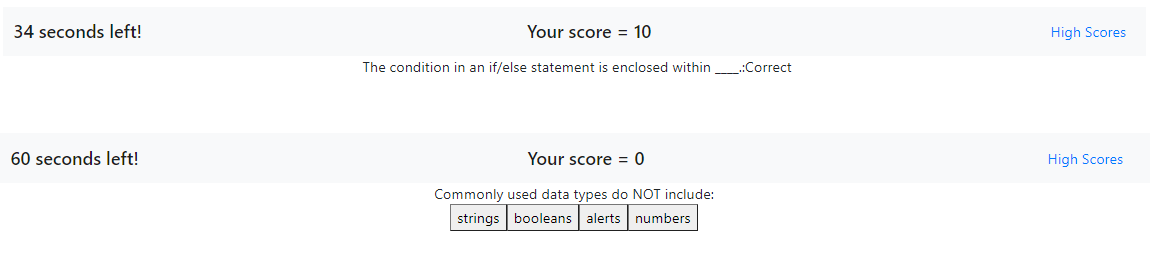 34 seconds left! Your score = 10 High Scores
The condition in an if/else statement is enclosed within ____.:Correct
60 seconds left! Your score = 0 High Scores
Commonly used data types do NOT include:
strings booleans alerts numbers